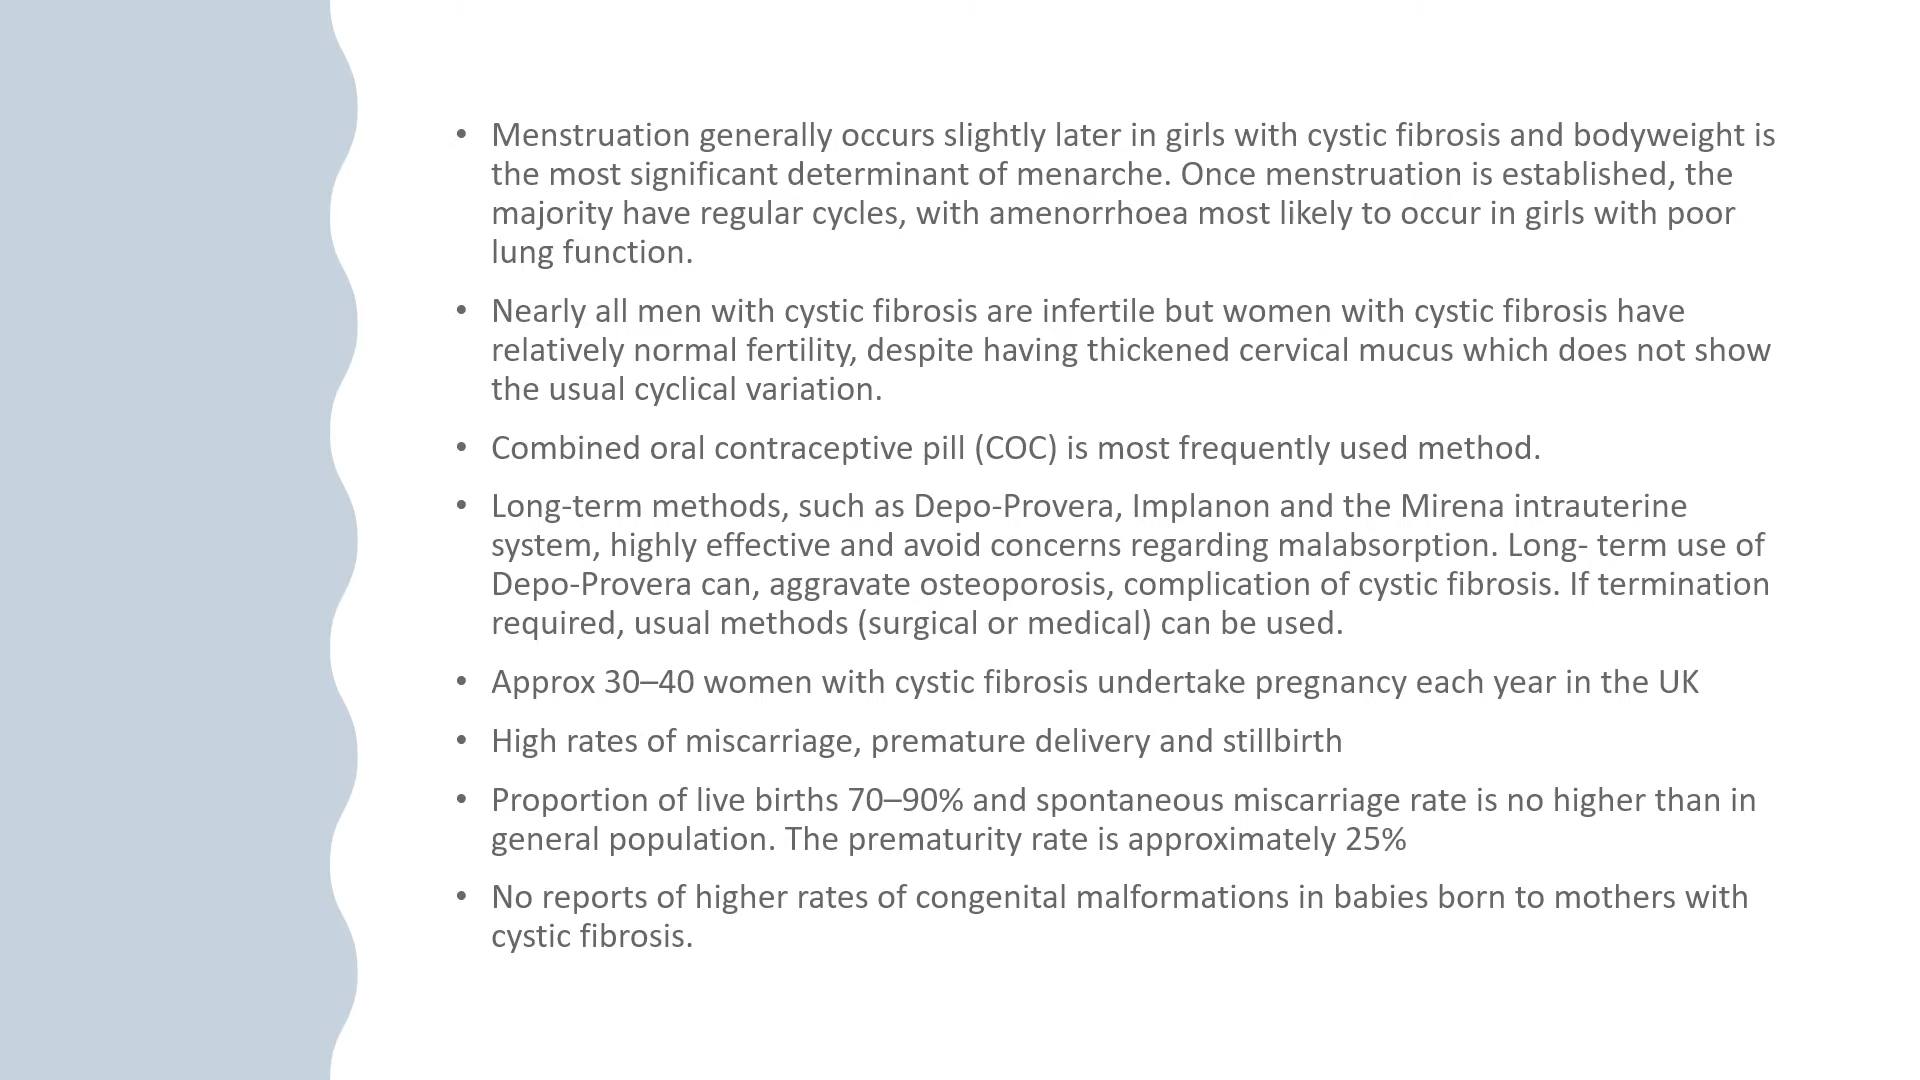 • Menstruation generally occurs slightly later in girls with cystic fibrosis and bodyweight is
the most significant determinant of menarche. Once menstruation is established, the
majority have regular cycles, with amenorrhoea most likely to occur in girls with poor
lung function.
• Nearly all men with cystic fibrosis are infertile but women with cystic fibrosis have
relatively normal fertility, despite having thickened cervical mucus which does not show
the usual cyclical variation.
• Combined oral contraceptive pill (COC) is most frequently used method.
• Long-term methods, such as Depo-Provera, Implanon and the Mirena intrauterine
system, highly effective and avoid concerns regarding malabsorption. Long- term use of
Depo-Provera can, aggravate osteoporosis, complication of cystic fibrosis. If termination
required, usual methods (surgical or medical) can be used.
• Approx 30–40 women with cystic fibrosis undertake pregnancy each year in the UK
• High rates of miscarriage, premature delivery and stillbirth
• Proportion of live births 70–90% and spontaneous miscarriage rate is no higher than in
general population. The prematurity rate is approximately 25%
• No reports of higher rates of congenital malformations in babies born to mothers with
cystic fibrosis.